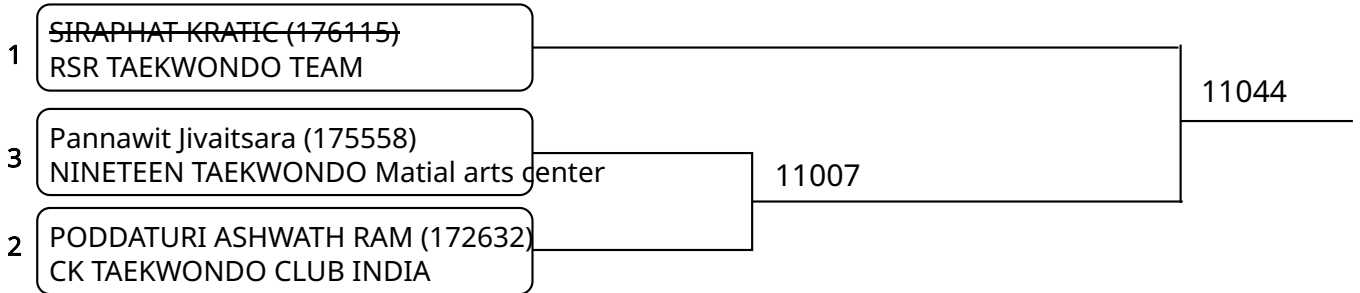 SIRAPHAT KRATIC (176115)
1
RSR TAEKWONDO TEAM
11044
Pannawit Jivaitsara (175558)
3
NINETEEN TAEKWONDO Matial arts center
11007
PODDATURI ASHWATH RAM (172632)
2
CK TAEKWONDO CLUB INDIA